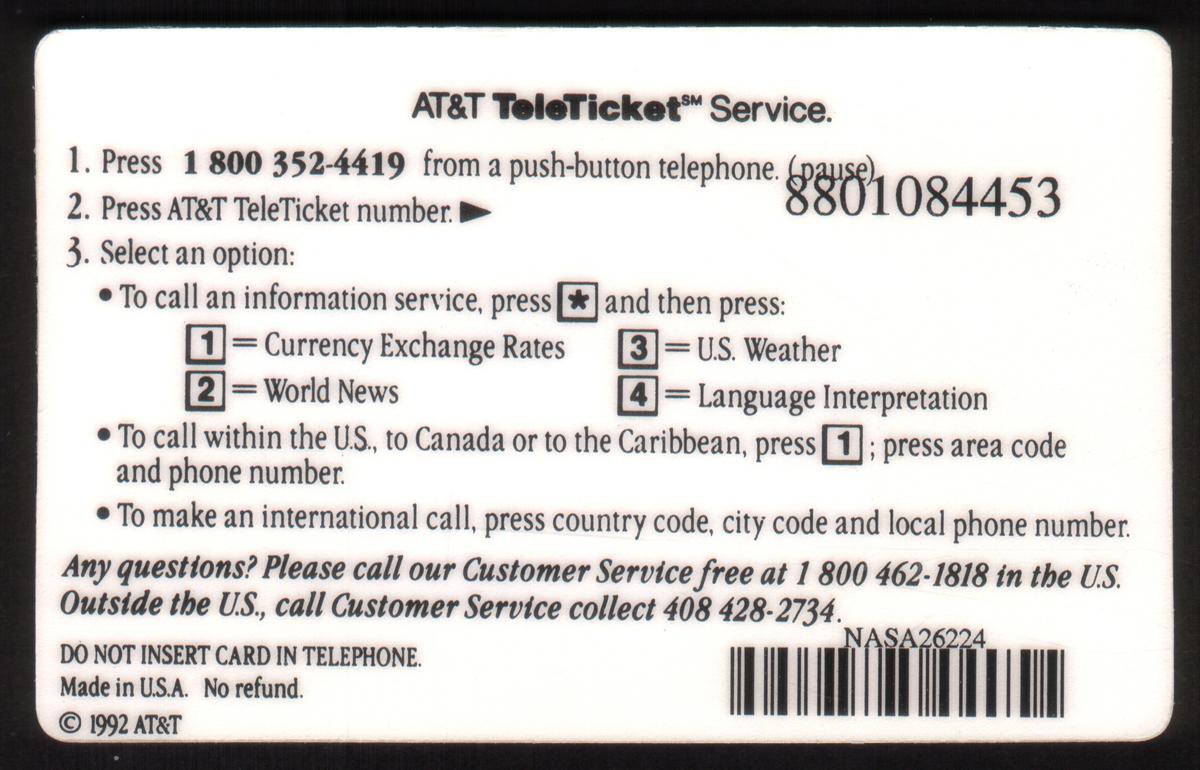 AT&T TeleTicket℠ Service.
1. Press 1 800 352-4419 from a push-button telephone. (pause)
8801084453
2. Press AT&T TeleTicket number. ▶
3. Select an option:
• To call an information service, press * and then press:
1 = Currency Exchange Rates 3 = U.S. Weather
2 = World News 4 = Language Interpretation
• To call within the U.S., to Canada or to the Caribbean, press 1 ; press area code
and phone number.
• To make an international call, press country code, city code and local phone number.
Any questions? Please call our Customer Service free at 1 800 462-1818 in the U.S.
Outside the U.S., call Customer Service collect 408 428-2734.
NASA26224
DO NOT INSERT CARD IN TELEPHONE.
Made in U.S.A. No refund.
© 1992 AT&T